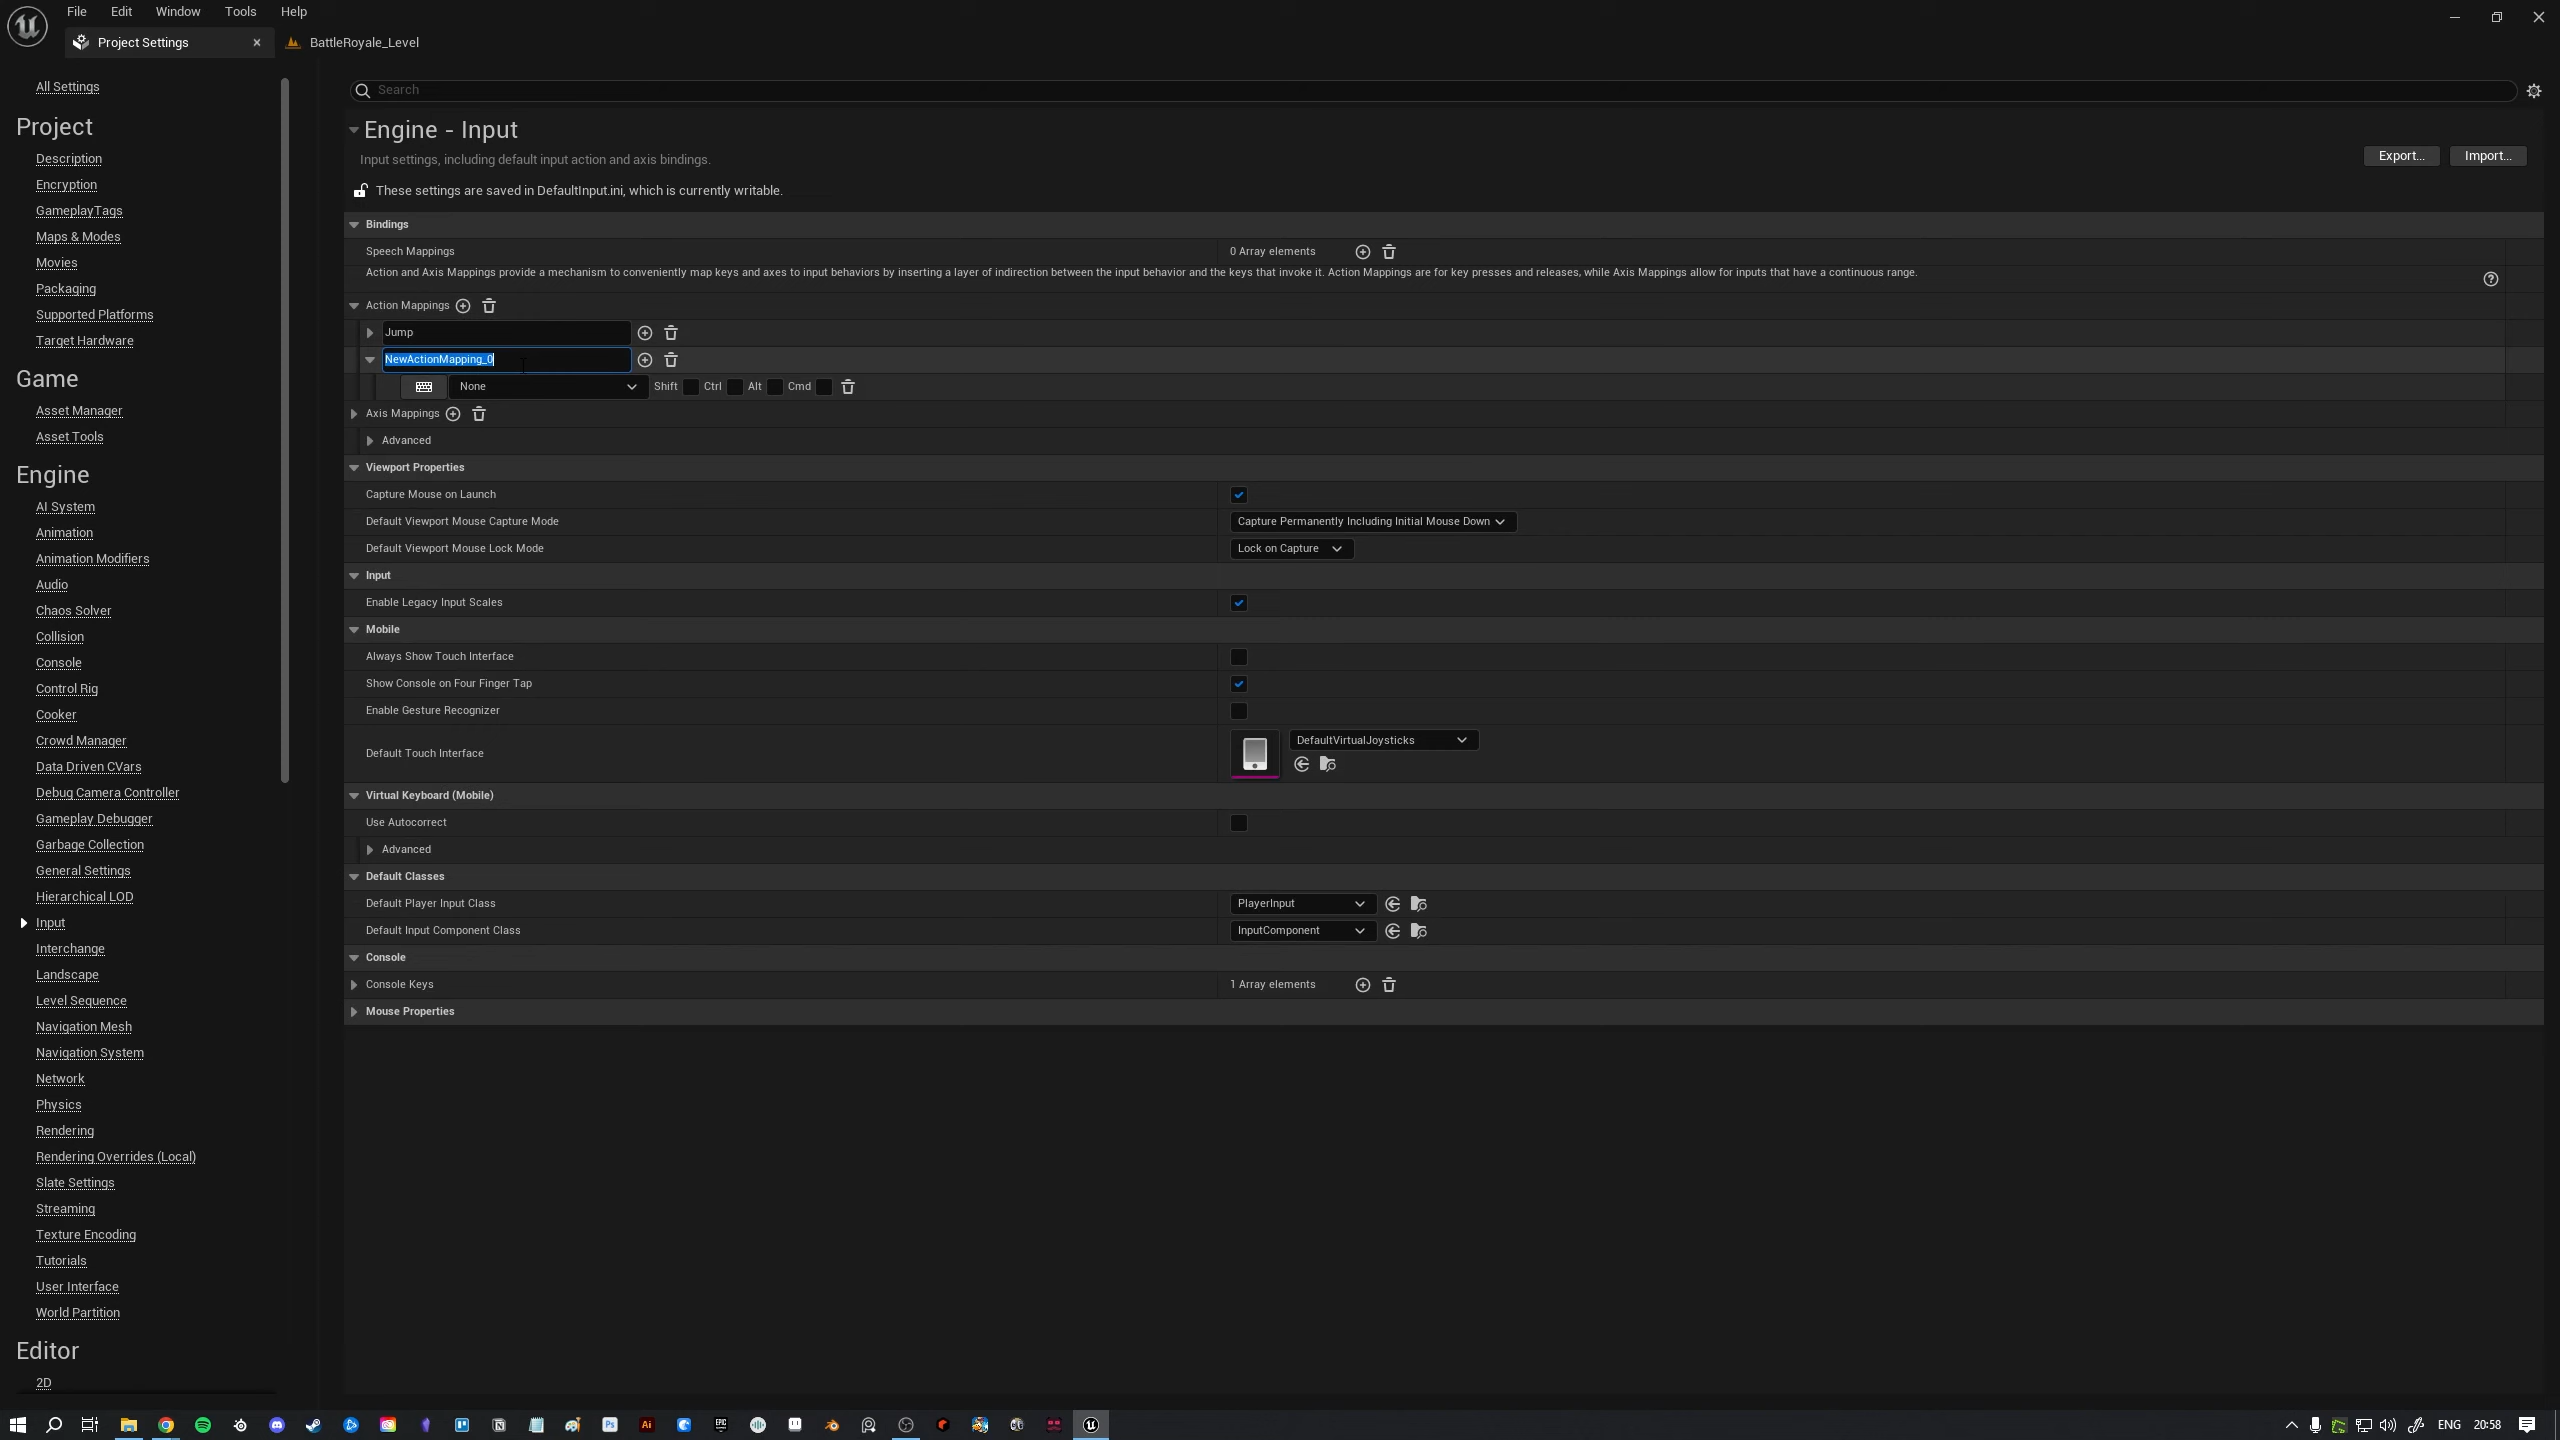 File Edit Window Tools Help
Project Settings
BattleRoyale_Level
All Settings
Project
Description
Encryption
GameplayTags
Maps & Modes
Movies
Packaging
Supported Platforms
Target Hardware
Game
Asset Manager
Asset Tools
Engine
AI System
Animation
Animation Modifiers
Audio
Chaos Solver
Collision
Console
Control Rig
Cooker
Crowd Manager
Data Driven CVars
Debug Camera Controller
Gameplay Debugger
Garbage Collection
General Settings
Hierarchical LOD
Input
Interchange
Landscape
Level Sequence
Navigation Mesh
Navigation System
Network
Physics
Rendering
Rendering Overrides (Local)
Slate Settings
Streaming
Texture Encoding
Tutorials
User Interface
World Partition
Editor
2D
Search
Engine - Input
Input settings, including default input action and axis bindings.
Export... Import...
These settings are saved in DefaultInput.ini, which is currently writable.
Bindings
Speech Mappings 0 Array elements
Action and Axis Mappings provide a mechanism to conveniently map keys and axes to input behaviors by inserting a layer of indirection between the input behavior and the keys that invoke it. Action Mappings are for key presses and releases, while Axis Mappings allow for inputs that have a continuous range.
Action Mappings
Jump
NewActionMapping_0
None Shift Ctrl Alt Cmd
Axis Mappings
Advanced
Viewport Properties
Capture Mouse on Launch
Default Viewport Mouse Capture Mode Capture Permanently Including Initial Mouse Down
Default Viewport Mouse Lock Mode Lock on Capture
Input
Enable Legacy Input Scales
Mobile
Always Show Touch Interface
Show Console on Four Finger Tap
Enable Gesture Recognizer
Default Touch Interface DefaultVirtualJoysticks
Virtual Keyboard (Mobile)
Use Autocorrect
Advanced
Default Classes
Default Player Input Class PlayerInput
Default Input Component Class InputComponent
Console
Console Keys 1 Array elements
Mouse Properties
Ps Ai EPIC
ENG 20:58